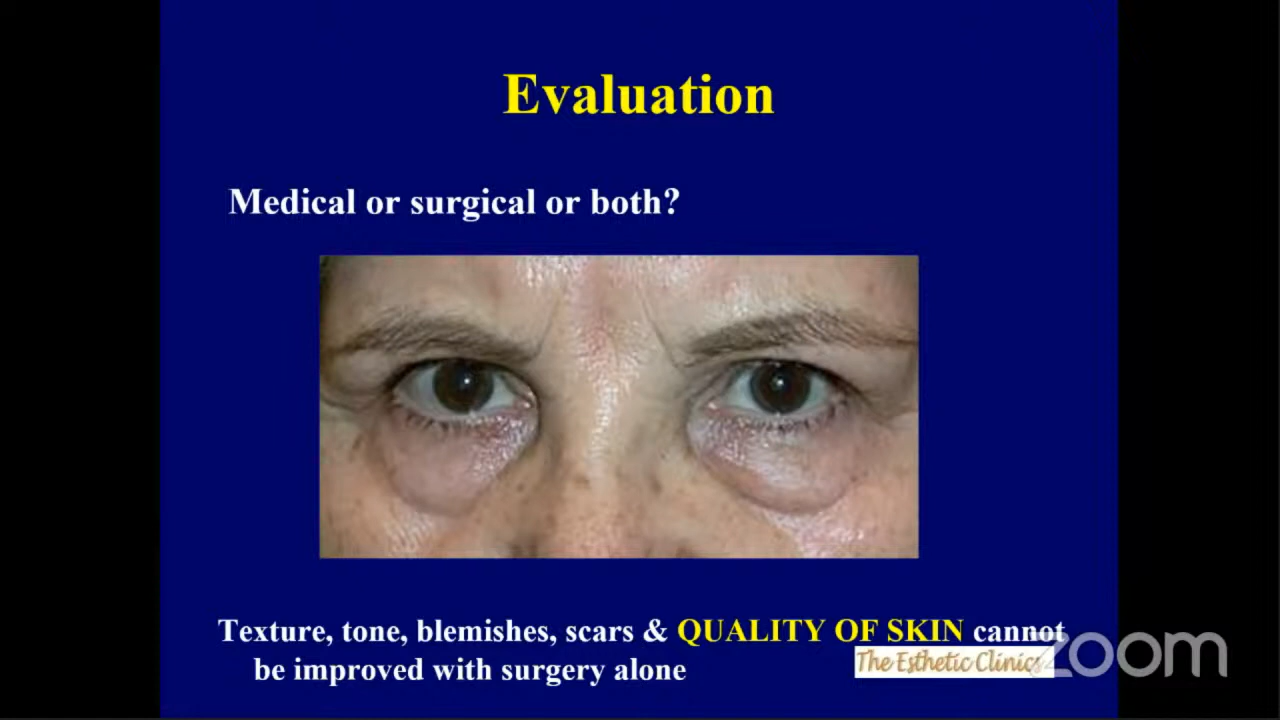 Evaluation
Medical or surgical or both?
Texture, tone, blemishes, scars & QUALITY OF SKIN cannot
be improved with surgery alone
The Esthetic Clinics
zoom